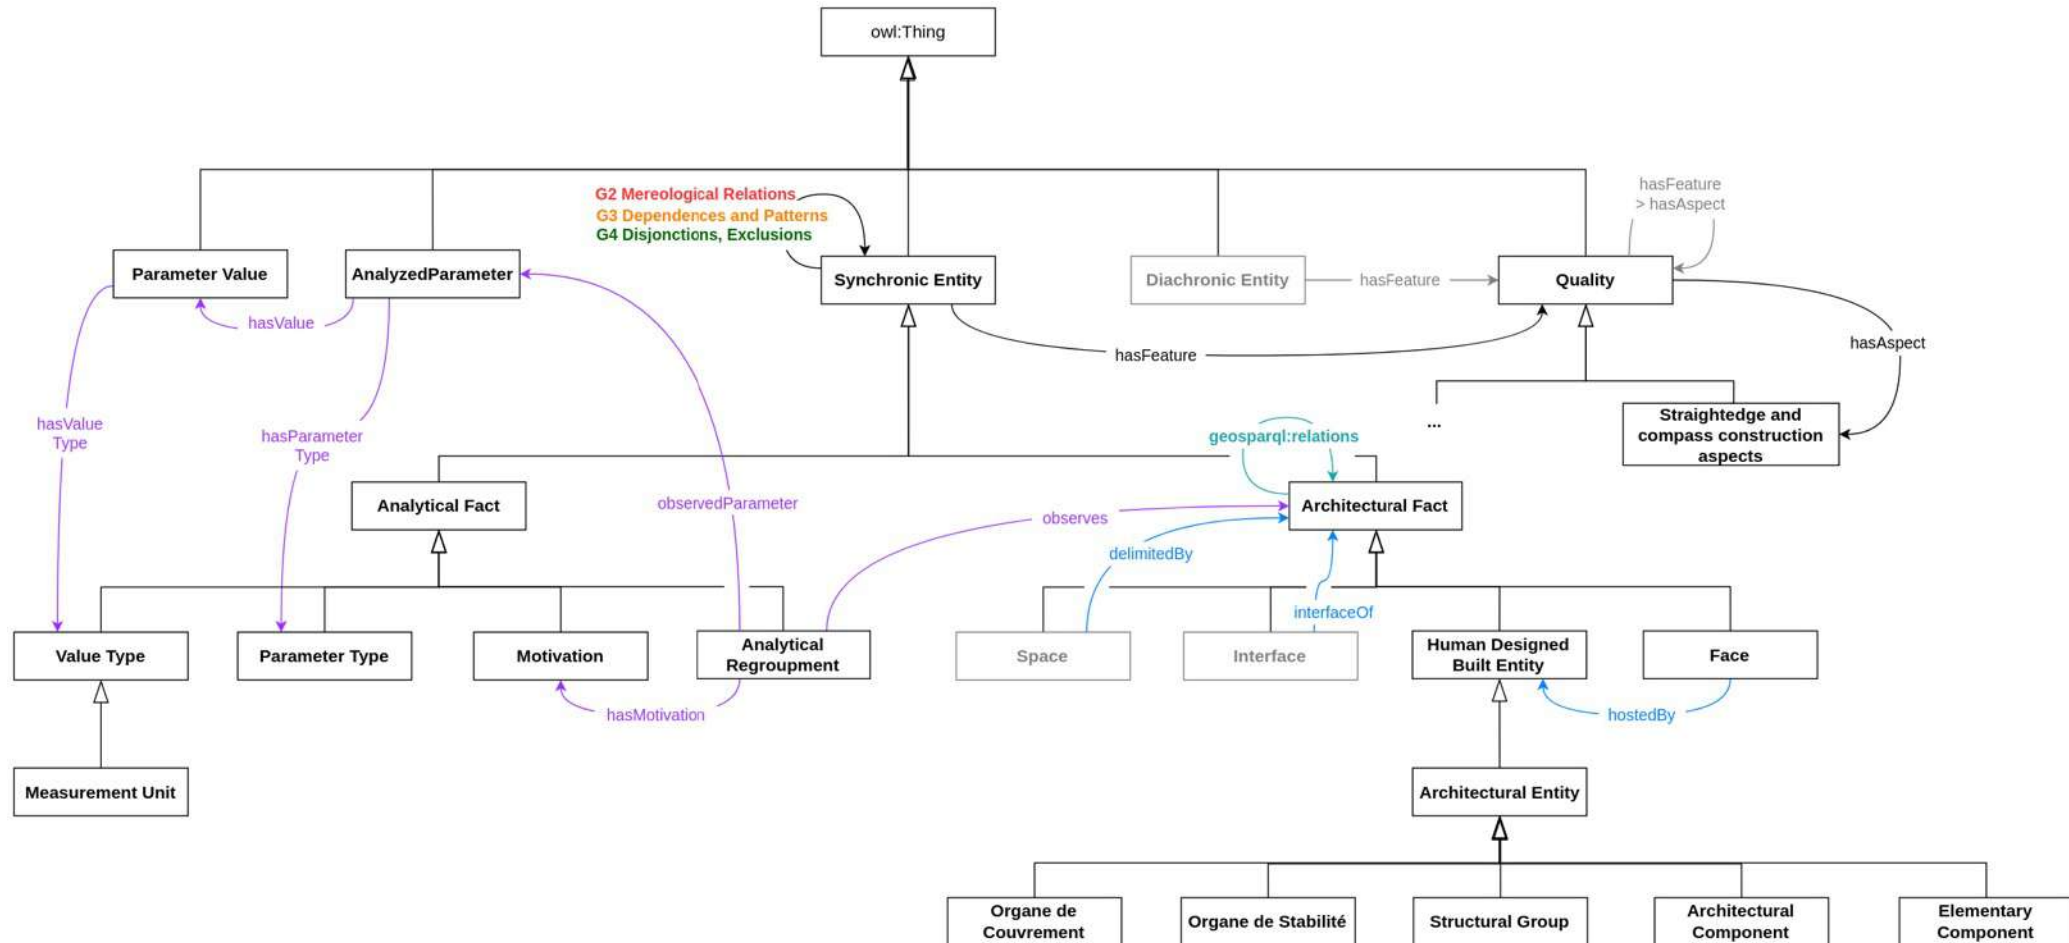 owl:Thing
hasFeature
> hasAspect
G2 Mereological Relations
G3 Dependences and Patterns
G4 Disjonctions, Exclusions
Parameter Value
AnalyzedParameter
Synchronic Entity
Diachronic Entity
hasFeature
Quality
hasValue
hasFeature
hasAspect
hasValue
Type
hasParameter
Type
geosparql:relations
...
Straightedge and
compass construction
aspects
Analytical Fact
observedParameter
observes
Architectural Fact
delimitedBy
interfaceOf
Value Type
Parameter Type
Motivation
Analytical
Regroupment
Space
Interface
Human Designed
Built Entity
Face
hasMotivation
hostedBy
Measurement Unit
Architectural Entity
Organe de
Couvrement
Organe de Stabilité
Structural Group
Architectural
Component
Elementary
Component